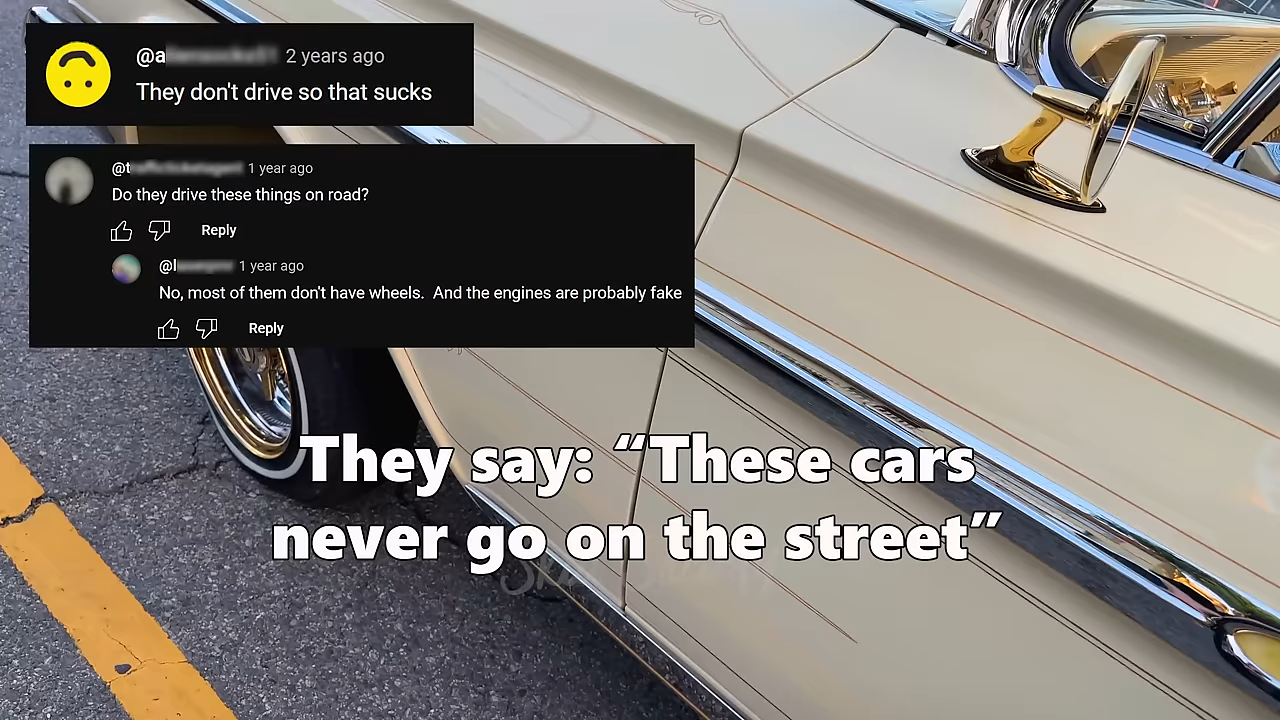 2 years ago
They don't drive so that sucks
1 year ago
Do they drive these things on road?
Reply
1 year ago
No, most of them don't have wheels. And the engines are probably fake
Reply
They say: “These cars
never go on the street”